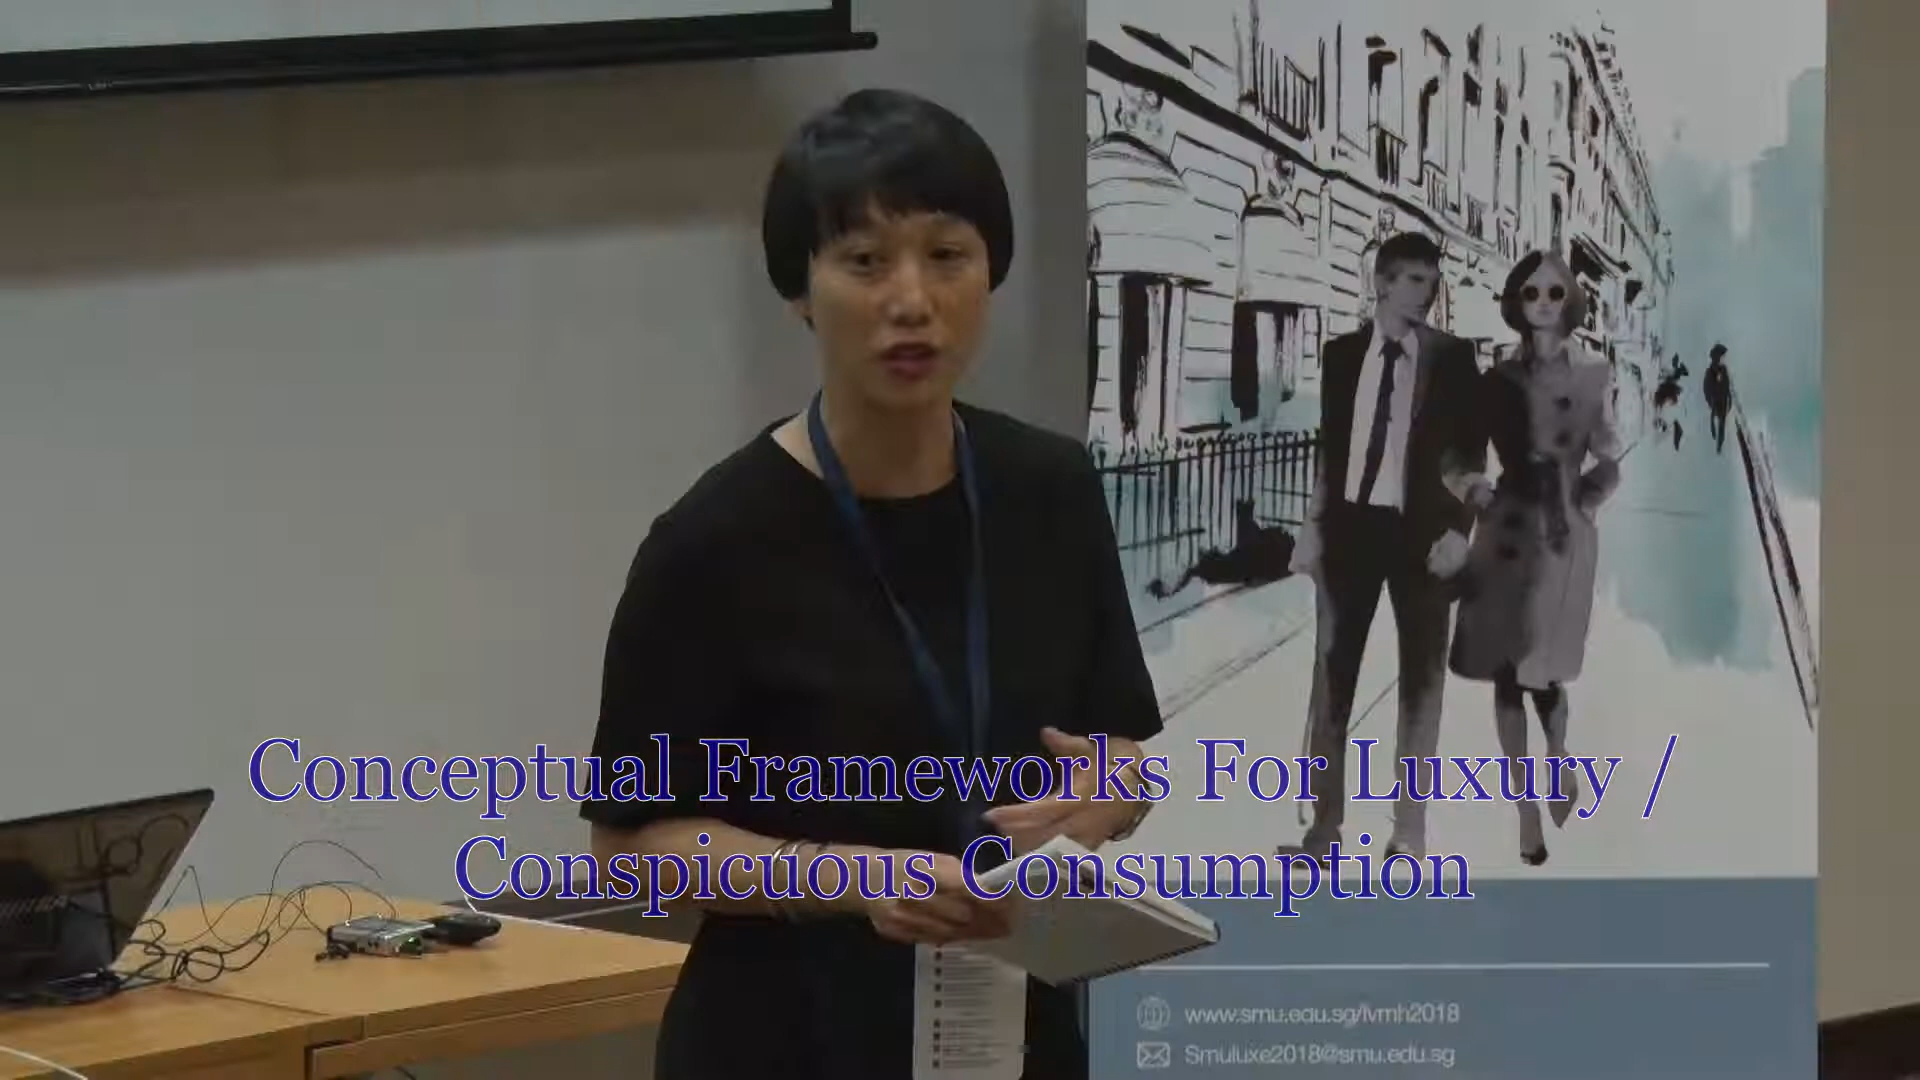 Conceptual Frameworks For Luxury /
Conspicuous Consumption
www.smu.edu.sg/lvmh2018
Smuluxe2018@smu.edu.sg